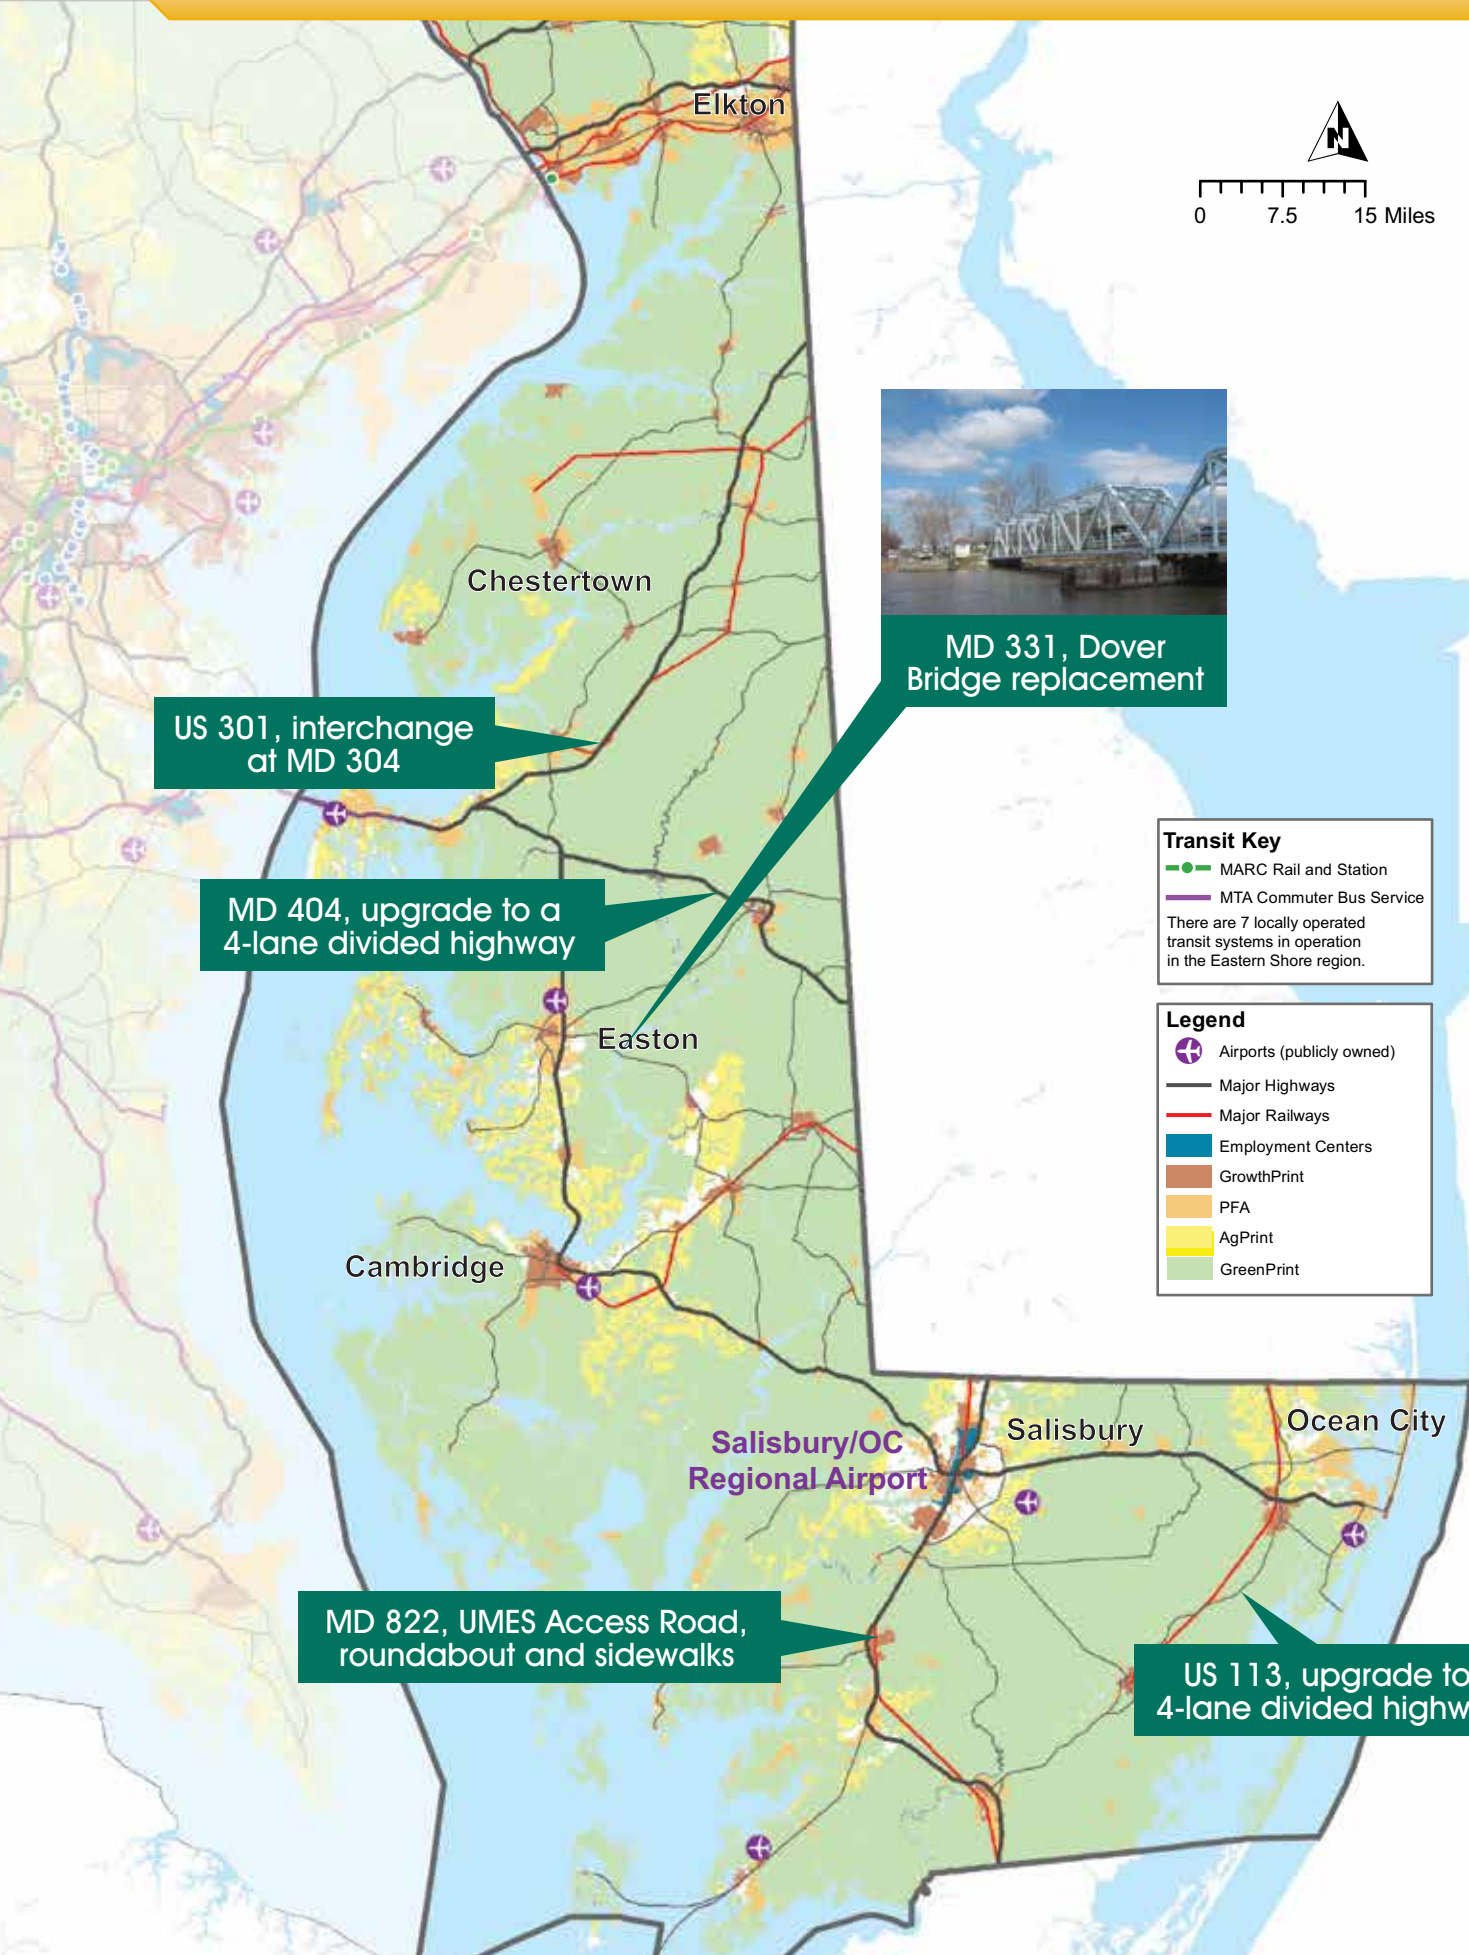 Elkton
N
0 7.5 15 Miles
Chestertown
MD 331, Dover
Bridge replacement
US 301, interchange
at MD 304
Transit Key
MARC Rail and Station
MTA Commuter Bus Service
There are 7 locally operated
transit systems in operation
in the Eastern Shore region.
MD 404, upgrade to a
4-lane divided highway
Legend
Airports (publicly owned)
Major Highways
Major Railways
Employment Centers
GrowthPrint
PFA
AgPrint
GreenPrint
Easton
Cambridge
Salisbury/OC
Regional Airport
Salisbury
Ocean City
MD 822, UMES Access Road,
roundabout and sidewalks
US 113, upgrade to
4-lane divided highw